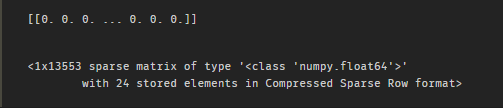 [[0. 0. 0. ... 0. 0. 0.]]
<1x13553 sparse matrix of type '<class 'numpy.float64'>'
with 24 stored elements in Compressed Sparse Row format>